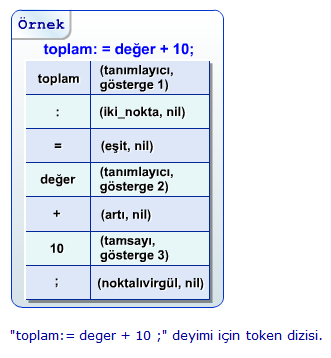 Örnek
toplam: = değer + 10;
toplam (tanımlayıcı,
gösterge 1)
: (iki_nokta, nil)
= (eşit, nil)
değer (tanımlayıcı,
gösterge 2)
+ (artı, nil)
10 (tamsayı,
gösterge 3)
; (noktalıvirgül, nil)
"toplam:= deger + 10 ;" deyimi için token dizisi.